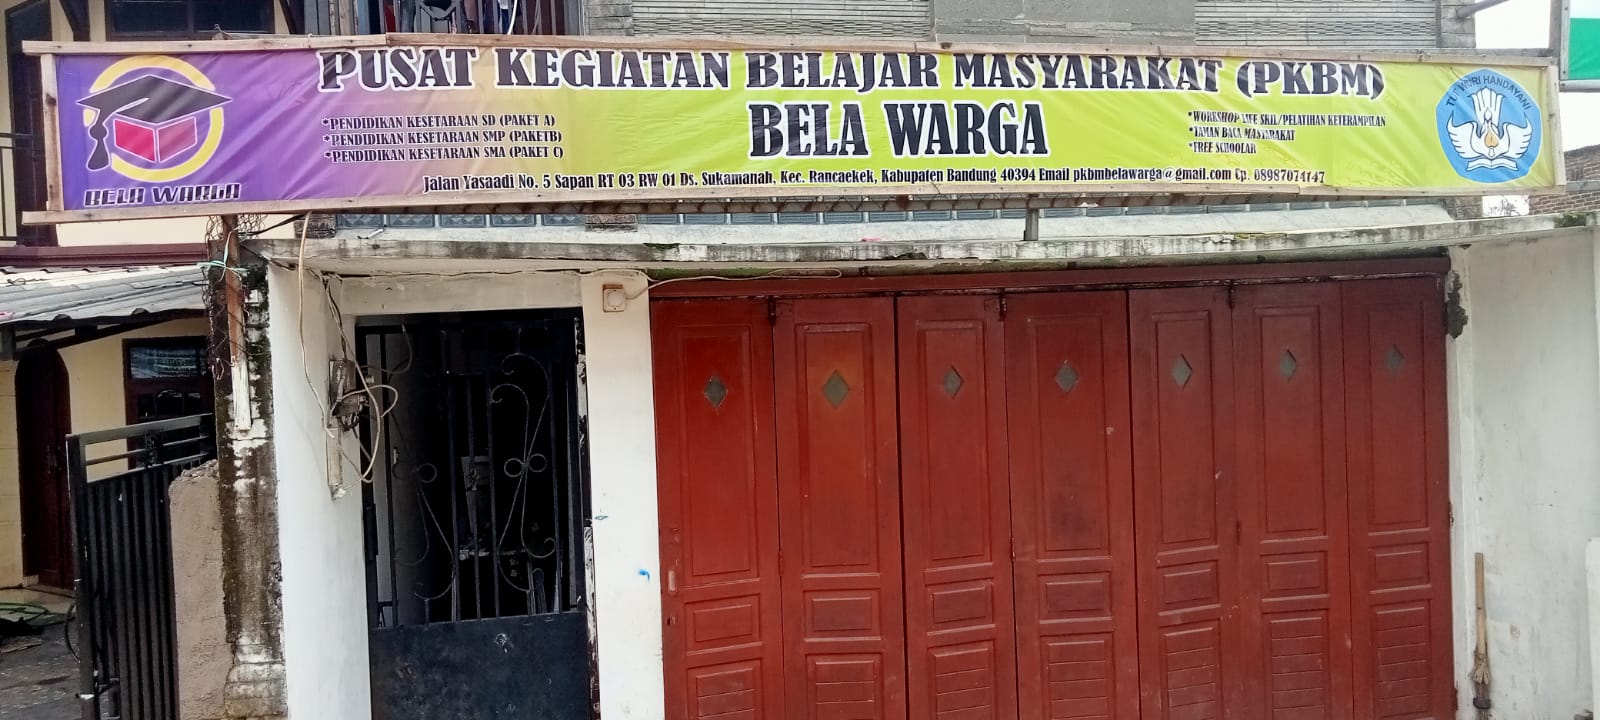 PUSAT KEGIATAN BELAJAR MASYARAKAT (PKBM)
BELA WARGA
*PENDIDIKAN KESETARAAN SD (PAKET A)
*PENDIDIKAN KESETARAAN SMP (PAKETB)
*PENDIDIKAN KESETARAAN SMA (PAKET C)
*WORKSHOP LIFE SKIL/PELATIHAN KETERAMPILAN
*TAMAN BACA MASYARAKAT
*FREE SCHOOLAR
Jalan Yasaadi No. 5 Sapan RT 03 RW 01 Ds. Sukamanah, Kec. Rancaekek, Kabupaten Bandung 40394 Email pkbmbelawarga@gmail.com Cp. 08987074147
BELA WARGA
TUT WURI HANDAYANI